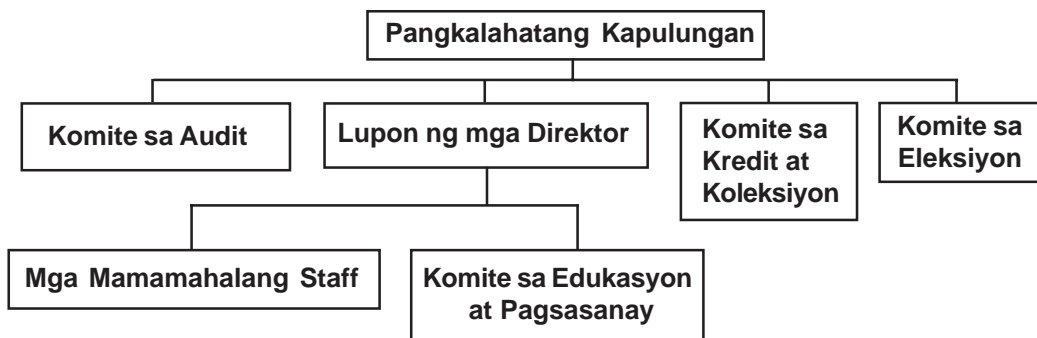 Pangkalahatang Kapulungan
Komite sa Audit
Lupon ng mga Direktor
Komite sa
Kredit at
Koleksiyon
Komite sa
Eleksiyon
Mga Mamamahalang Staff
Komite sa Edukasyon
at Pagsasanay